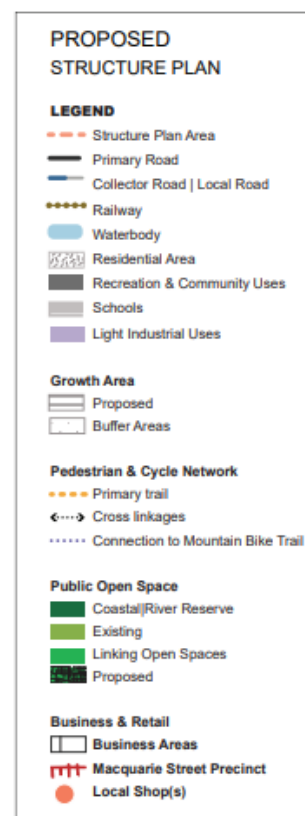 PROPOSED
STRUCTURE PLAN
LEGEND
Structure Plan Area
Primary Road
Collector Road | Local Road
Railway
Waterbody
Residential Area
Recreation & Community Uses
Schools
Light Industrial Uses
Growth Area
Proposed
Buffer Areas
Pedestrian & Cycle Network
Primary trail
Cross linkages
Connection to Mountain Bike Trail
Public Open Space
Coastal|River Reserve
Existing
Linking Open Spaces
Proposed
Business & Retail
Business Areas
Macquarie Street Precinct
Local Shop(s)